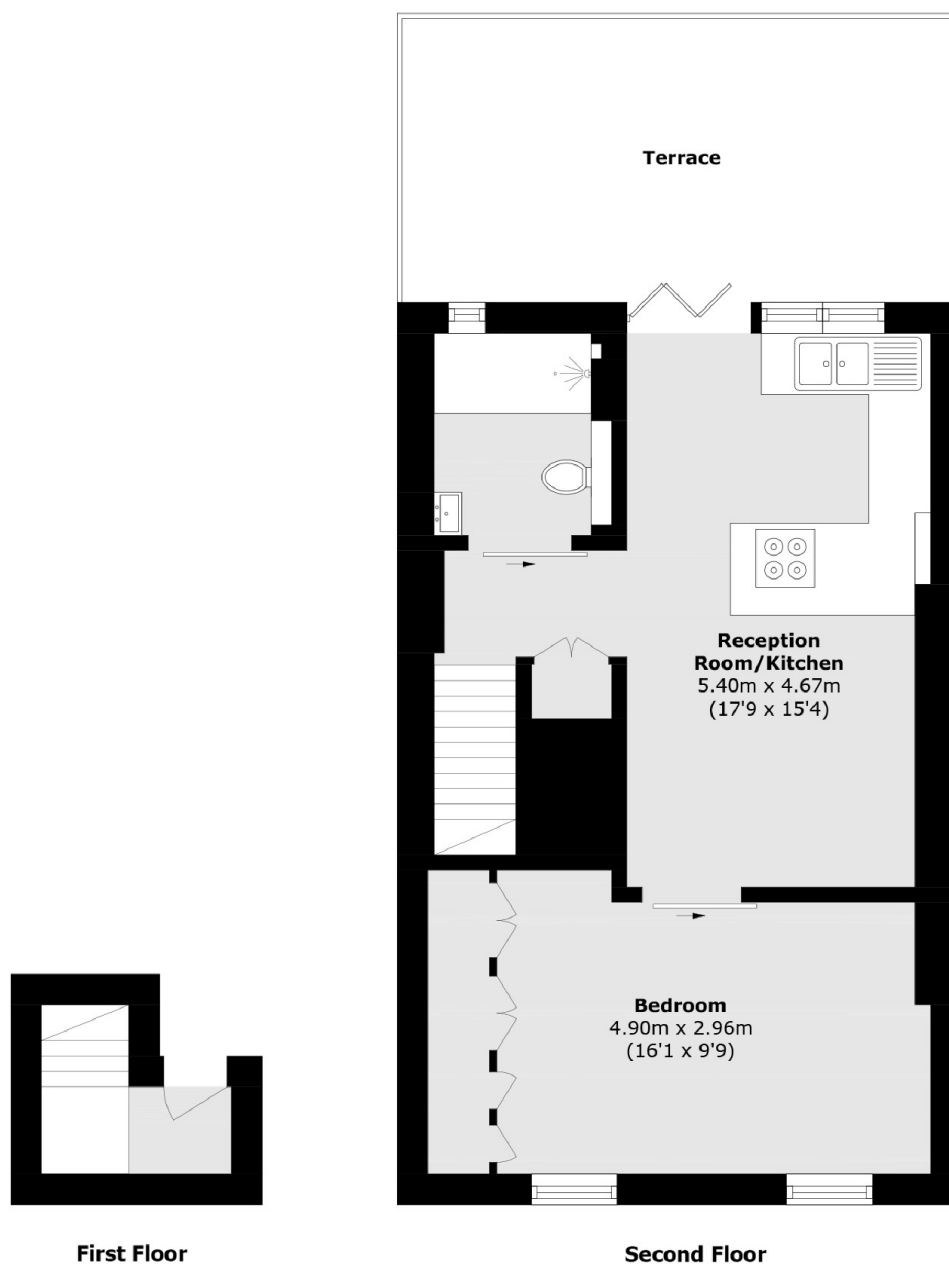 Terrace
Reception
Room/Kitchen
5.40m x 4.67m
(17'9 x 15'4)
Bedroom
4.90m x 2.96m
(16'1 x 9'9)
First Floor
Second Floor